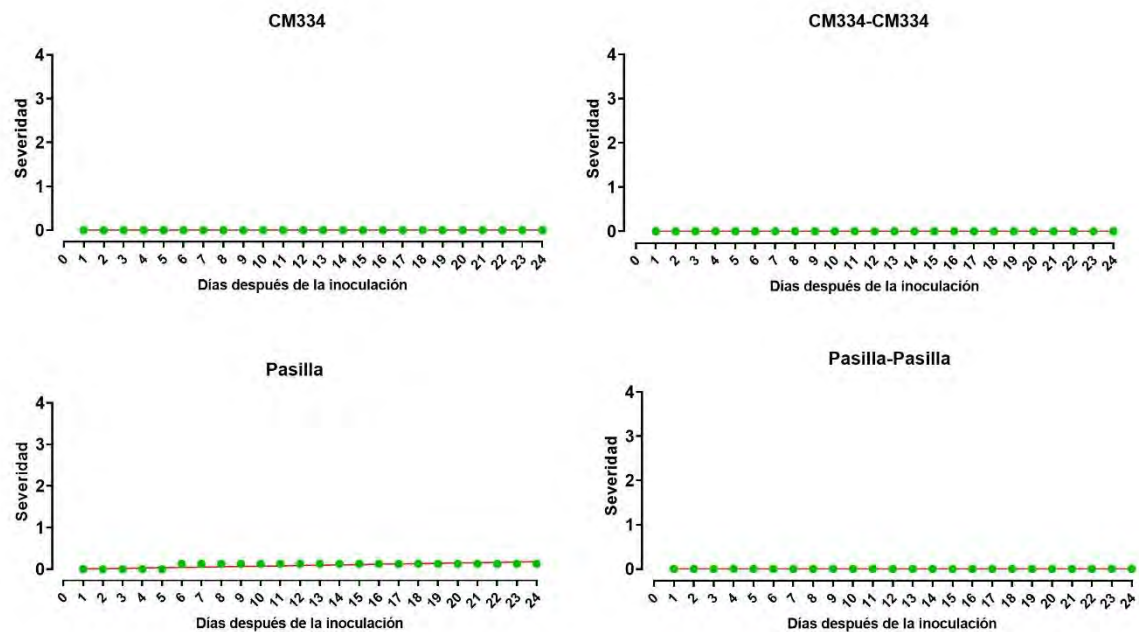 CM334
4
3
2
1
0
Severidad
0 1 2 3 4 5 6 7 8 9 10 11 12 13 14 15 16 17 18 19 20 21 22 23 24
Días después de la inoculación
CM334-CM334
4
3
2
1
0
Severidad
0 1 2 3 4 5 6 7 8 9 10 11 12 13 14 15 16 17 18 19 20 21 22 23 24
Días después de la inoculación
Pasilla
4
3
2
1
0
Severidad
0 1 2 3 4 5 6 7 8 9 10 11 12 13 14 15 16 17 18 19 20 21 22 23 24
Días después de la inoculación
Pasilla-Pasilla
4
3
2
1
0
Severidad
0 1 2 3 4 5 6 7 8 9 10 11 12 13 14 15 16 17 18 19 20 21 22 23 24
Días después de la inoculación